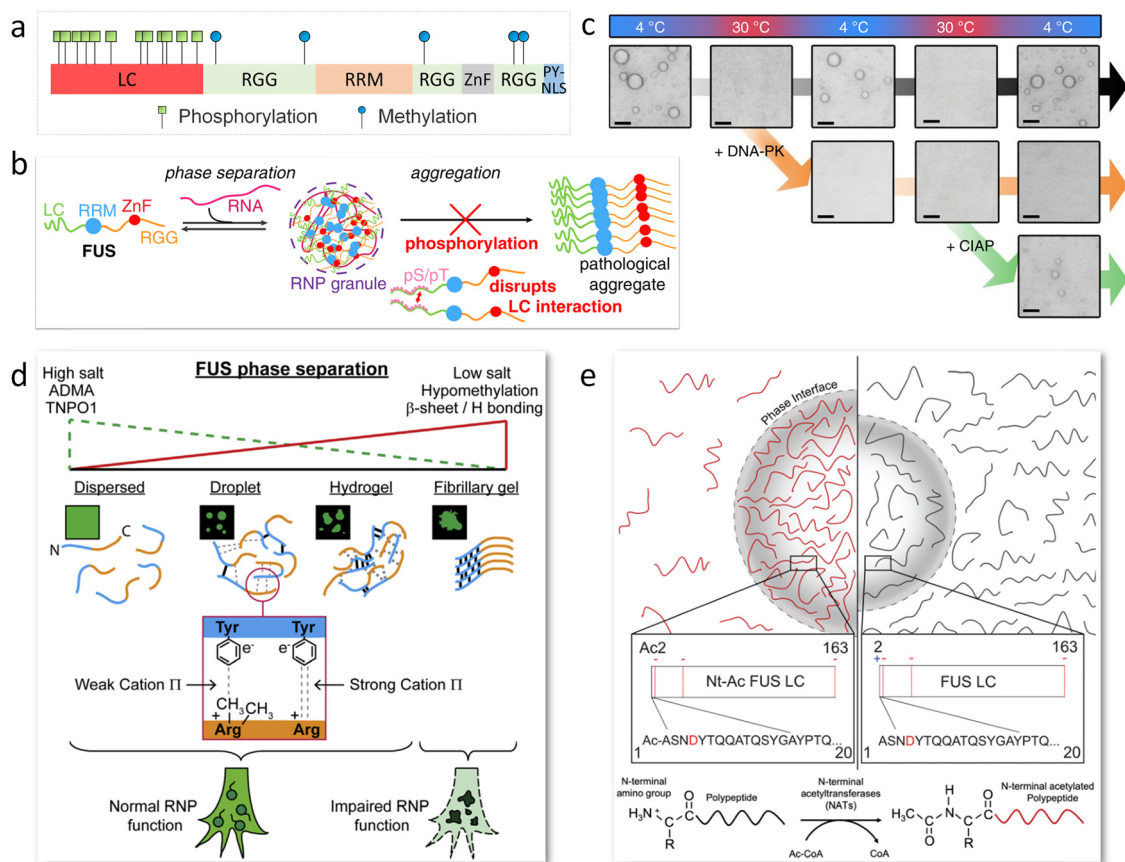 a
LC
RGG
RRM
RGG
ZnF
RGG
PY-
NLS
Phosphorylation
Methylation
b
phase separation
aggregation
LC
RRM
ZnF
RNA
RGG
FUS
phosphorylation
RNP granule
pS/pT
disrupts
LC interaction
pathological
aggregate
c
4 °C
30 °C
4 °C
30 °C
4 °C
+ DNA-PK
+ CIAP
d
FUS phase separation
High salt
ADMA
TNPO1
Low salt
Hypomethylation
β-sheet / H bonding
Dispersed
Droplet
Hydrogel
Fibrillary gel
N
C
Tyr
Tyr
e-
e-
Weak Cation Π
Strong Cation Π
CH3
CH3
+
+
Arg
Arg
Normal RNP
function
Impaired RNP
function
e
Phase Interface
Ac2
163
- - -
Nt-Ac FUS LC
Ac-ASNDYTQQATQSYGAYPTQ...
1
20
2
163
+ - - -
FUS LC
ASNDYTQQATQSYGAYPTQ...
1
20
N-terminal
amino group
Polypeptide
H3N+
O
R
N-terminal
acetyltransferases
(NATs)
Ac-CoA
CoA
N-terminal acetylated
Polypeptide
H3C
O
H
N
O
R